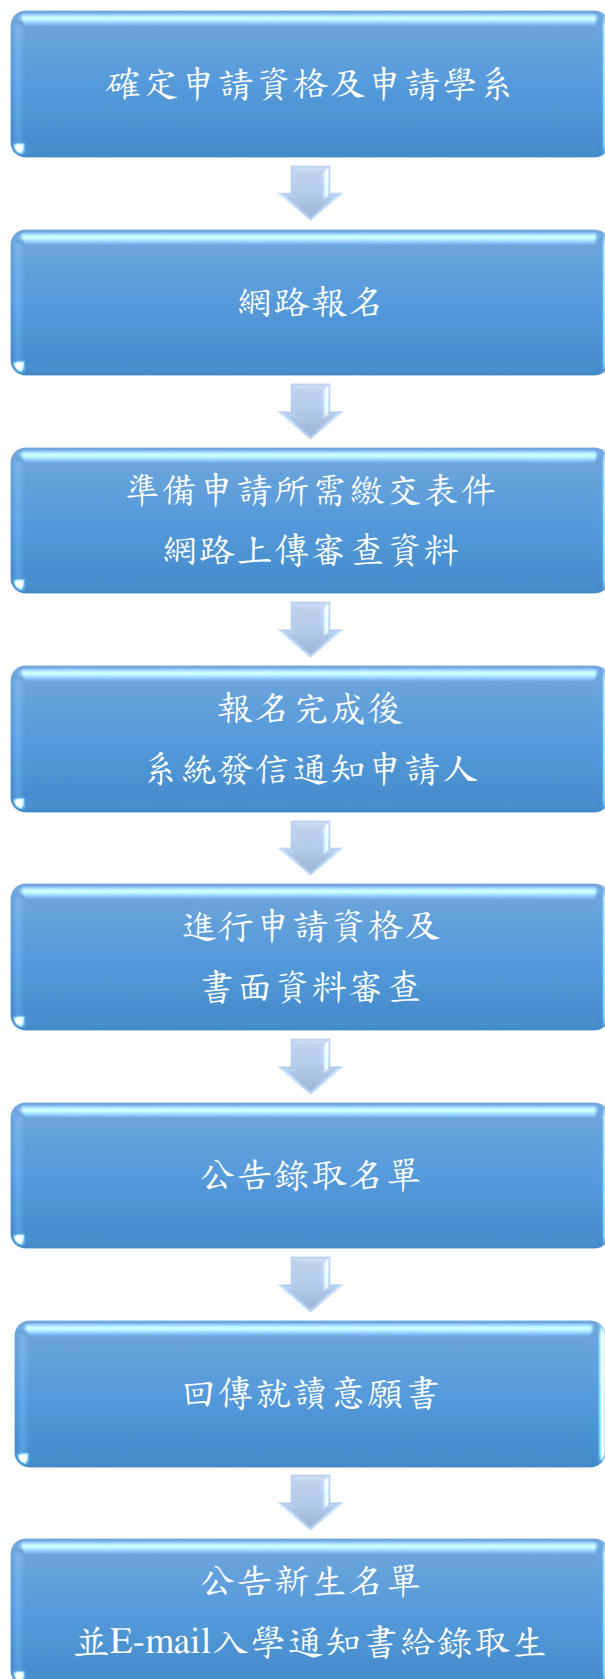 確定申請資格及申請學系
網路報名
準備申請所需繳交表件
網路上傳審查資料
報名完成後
系統發信通知申請人
進行申請資格及
書面資料審查
公告錄取名單
回傳就讀意願書
公告新生名單
並E-mail入學通知書給錄取生